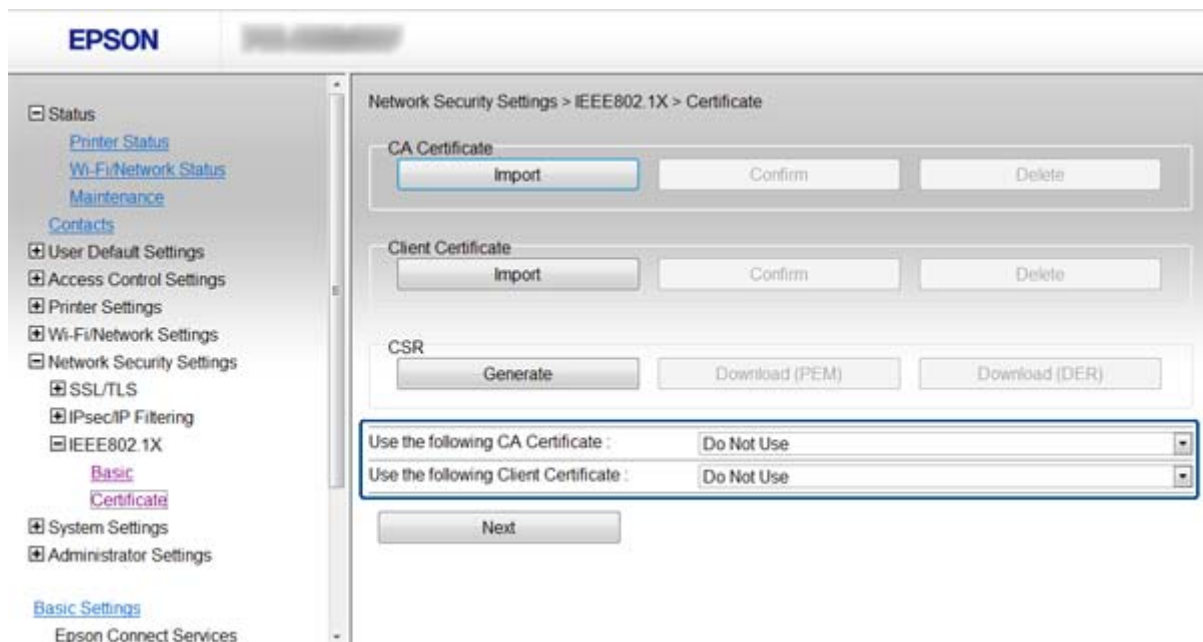 EPSON
Status
Printer Status
Wi-Fi/Network Status
Maintenance
Contacts
User Default Settings
Access Control Settings
Printer Settings
Wi-Fi/Network Settings
Network Security Settings
SSL/TLS
IPsec/IP Filtering
IEEE802.1X
Basic
Certificate
System Settings
Administrator Settings
Basic Settings
Epson Connect Services
Network Security Settings > IEEE802.1X > Certificate
CA Certificate
Import Confirm Delete
Client Certificate
Import Confirm Delete
CSR
Generate Download (PEM) Download (DER)
Use the following CA Certificate : Do Not Use
Use the following Client Certificate : Do Not Use
Next